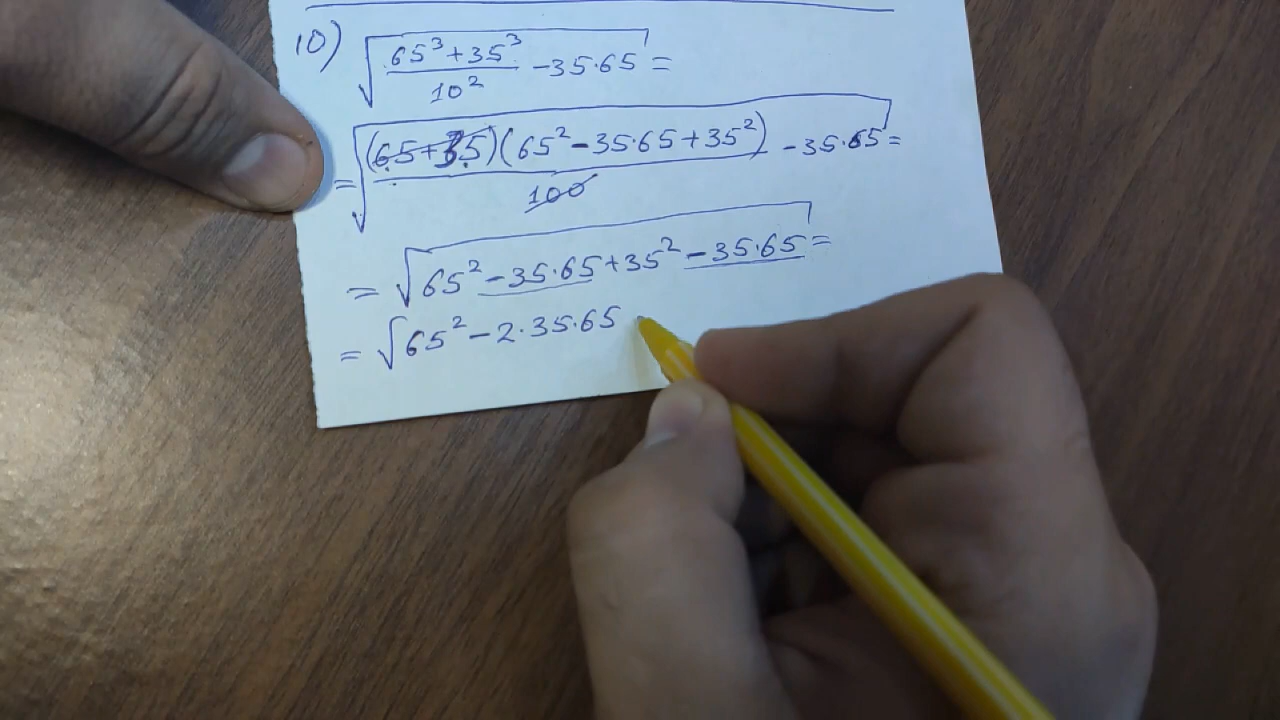 10) √((65³+35³)/10² -35·65) =
= √((65+35)(65²-35·65+35²)/100 -35·65) =
= √(65²-35·65+35²-35·65) =
= √65²-2·35·65